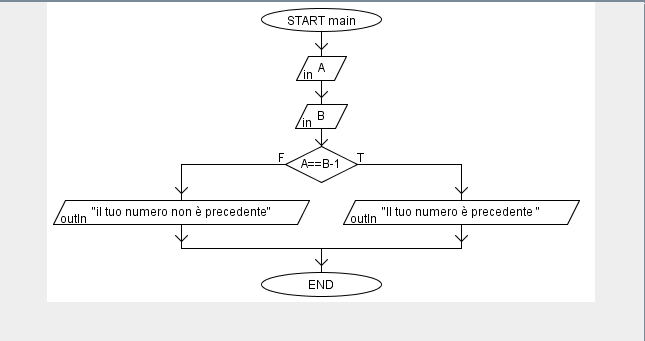 START main
A
in
B
in
F
A==B-1
T
"il tuo numero non è precedente"
outln
"Il tuo numero è precedente "
outln
END